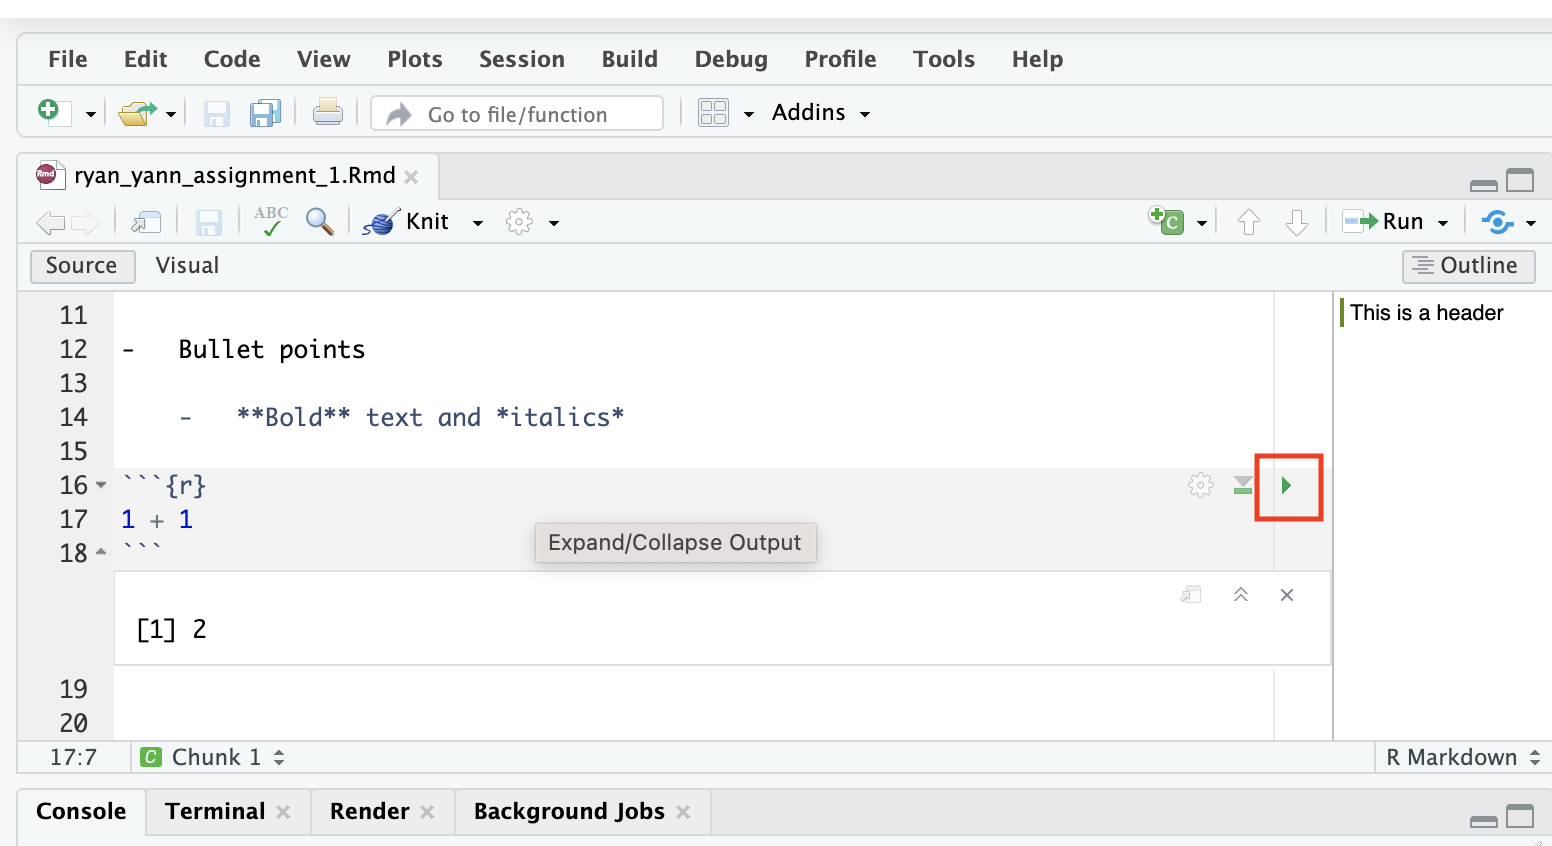 File Edit Code View Plots Session Build Debug Profile Tools Help
Go to file/function Addins
Rmd ryan_yann_assignment_1.Rmd
ABC Knit C Run
Source Visual Outline
This is a header
11
12 - Bullet points
13
14 - **Bold** text and *italics*
15
16 ```{r}
17 1 + 1
18 ```
Expand/Collapse Output
[1] 2
19
20
17:7 C Chunk 1 R Markdown
Console Terminal Render Background Jobs